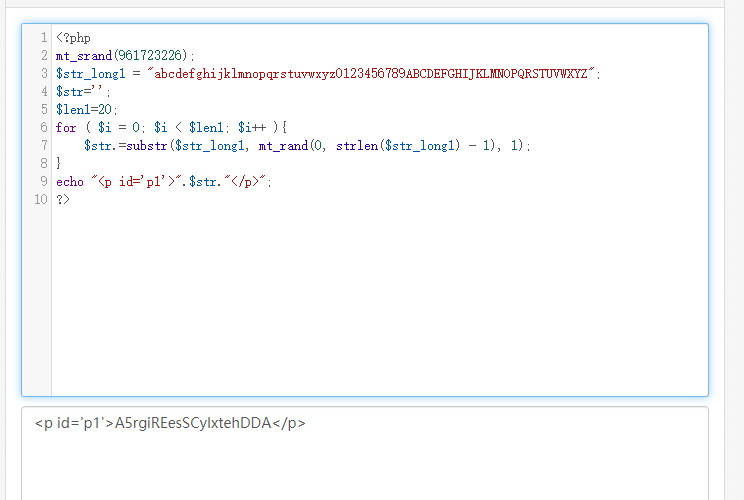 1 <?php
2 mt_srand(961723226);
3 $str_long1 = "abcdefghijklmnopqrstuvwxyz0123456789ABCDEFGHIJKLMNOPQRSTUVWXYZ";
4 $str='';
5 $len1=20;
6 for ( $i = 0; $i < $len1; $i++ ){
7     $str.=substr($str_long1, mt_rand(0, strlen($str_long1) - 1), 1);
8 }
9 echo "<p id='p1'>".$str."</p>";
10 ?>
<p id='p1'>A5rgiREesSCylxtehDDA</p>